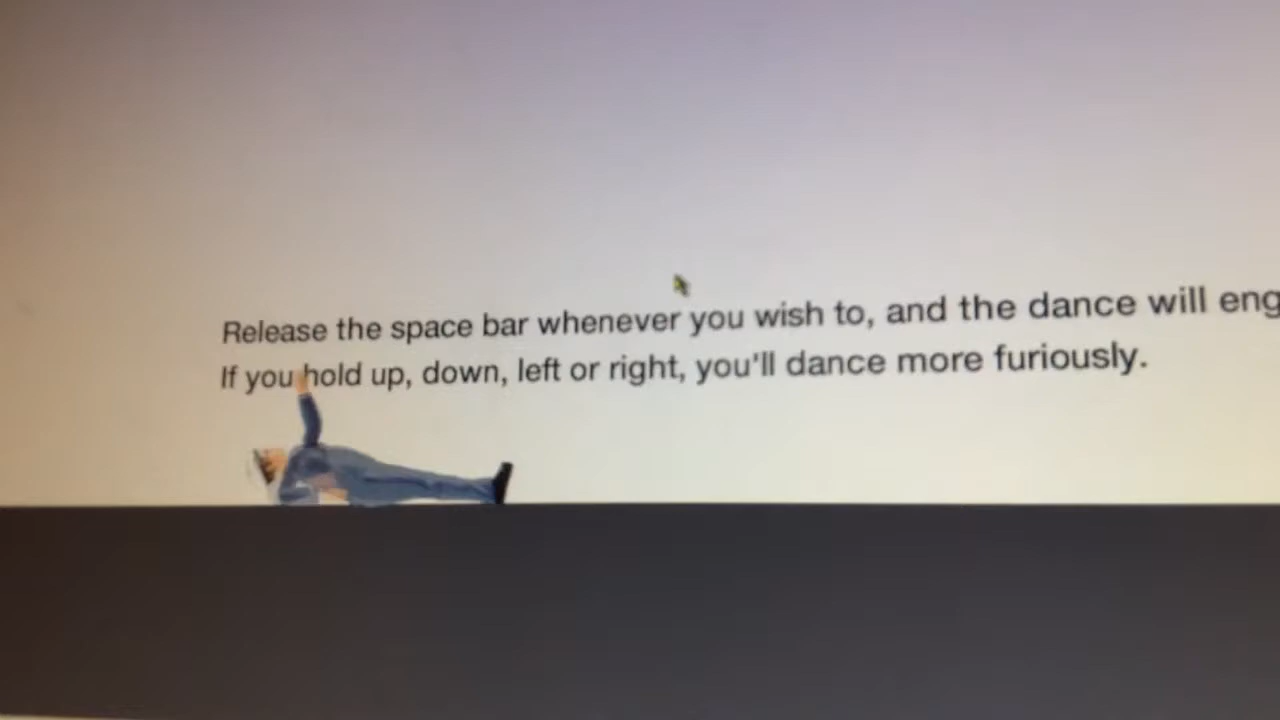 Release the space bar whenever you wish to, and the dance will eng
If you hold up, down, left or right, you'll dance more furiously.